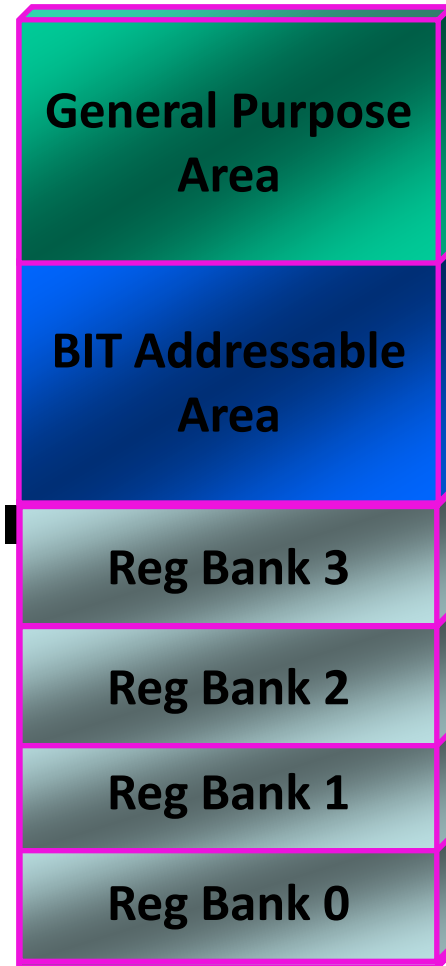 General Purpose
Area
BIT Addressable
Area
Reg Bank 3
Reg Bank 2
Reg Bank 1
Reg Bank 0